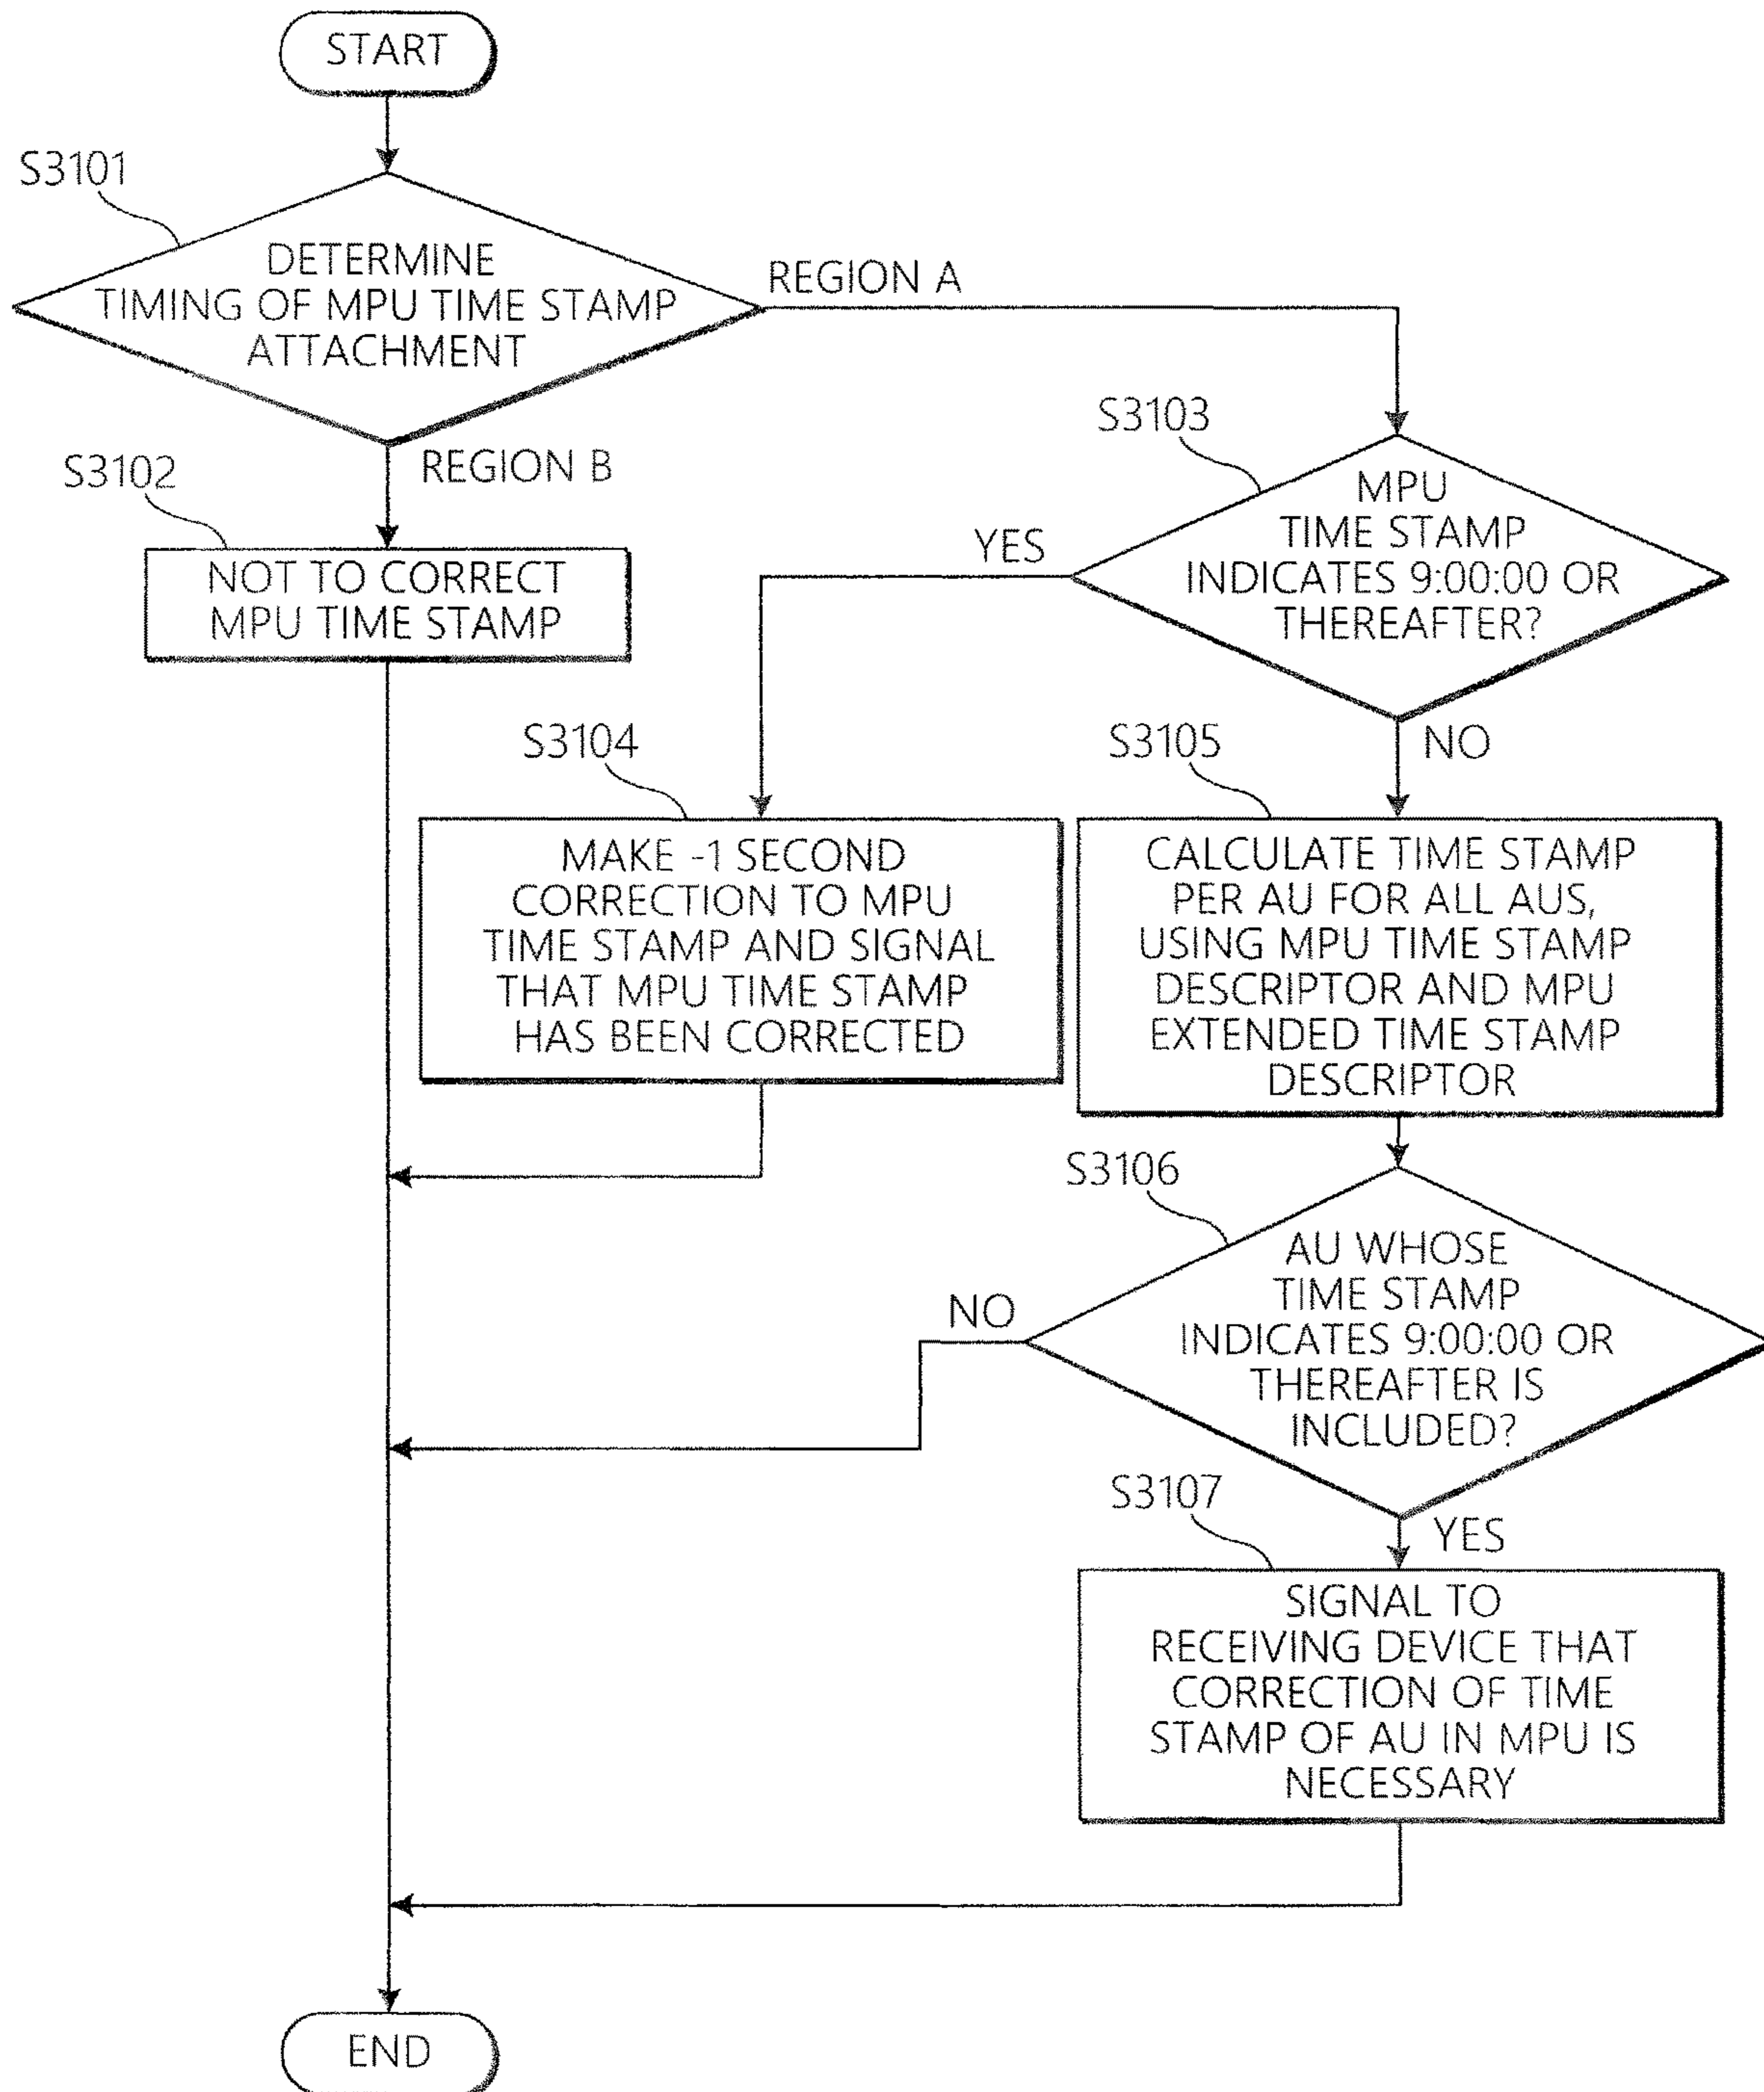 START
S3101
DETERMINE
TIMING OF MPU TIME STAMP
ATTACHMENT
REGION A
REGION B
S3102
NOT TO CORRECT
MPU TIME STAMP
S3103
MPU
TIME STAMP
INDICATES 9:00:00 OR
THEREAFTER?
YES
NO
S3104
MAKE -1 SECOND
CORRECTION TO MPU
TIME STAMP AND SIGNAL
THAT MPU TIME STAMP
HAS BEEN CORRECTED
S3105
CALCULATE TIME STAMP
PER AU FOR ALL AUS,
USING MPU TIME STAMP
DESCRIPTOR AND MPU
EXTENDED TIME STAMP
DESCRIPTOR
S3106
AU WHOSE
TIME STAMP
INDICATES 9:00:00 OR
THEREAFTER IS
INCLUDED?
NO
YES
S3107
SIGNAL TO
RECEIVING DEVICE THAT
CORRECTION OF TIME
STAMP OF AU IN MPU IS
NECESSARY
END